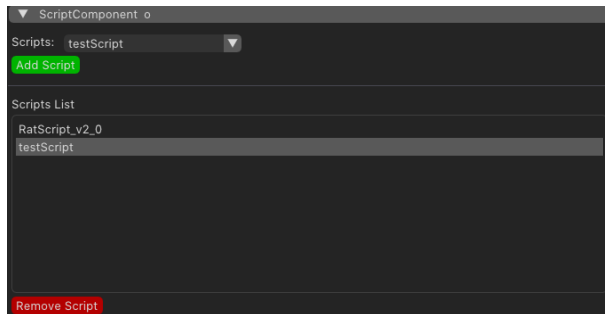 ScriptComponent o
Scripts: testScript
Add Script
Scripts List
RatScript_v2_0
testScript
Remove Script